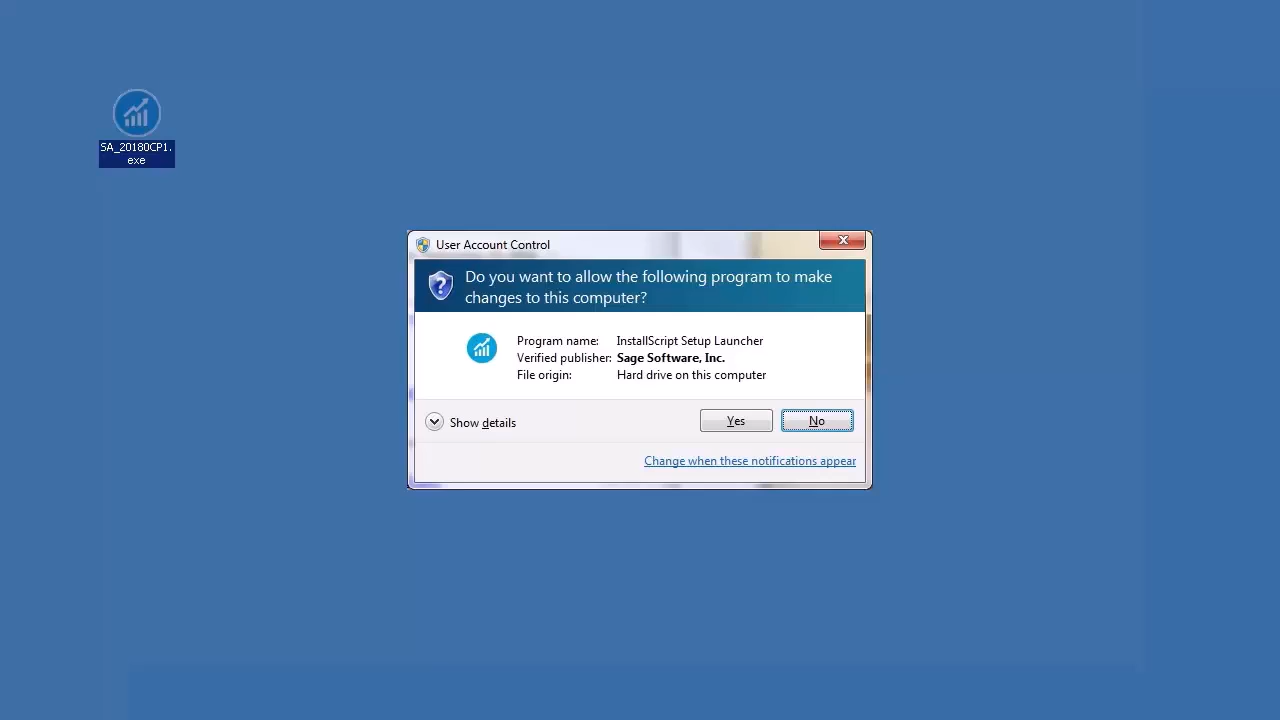 SA_20180CP1.
exe
User Account Control
Do you want to allow the following program to make
changes to this computer?
Program name: InstallScript Setup Launcher
Verified publisher: Sage Software, Inc.
File origin: Hard drive on this computer
Show details
Yes
No
Change when these notifications appear